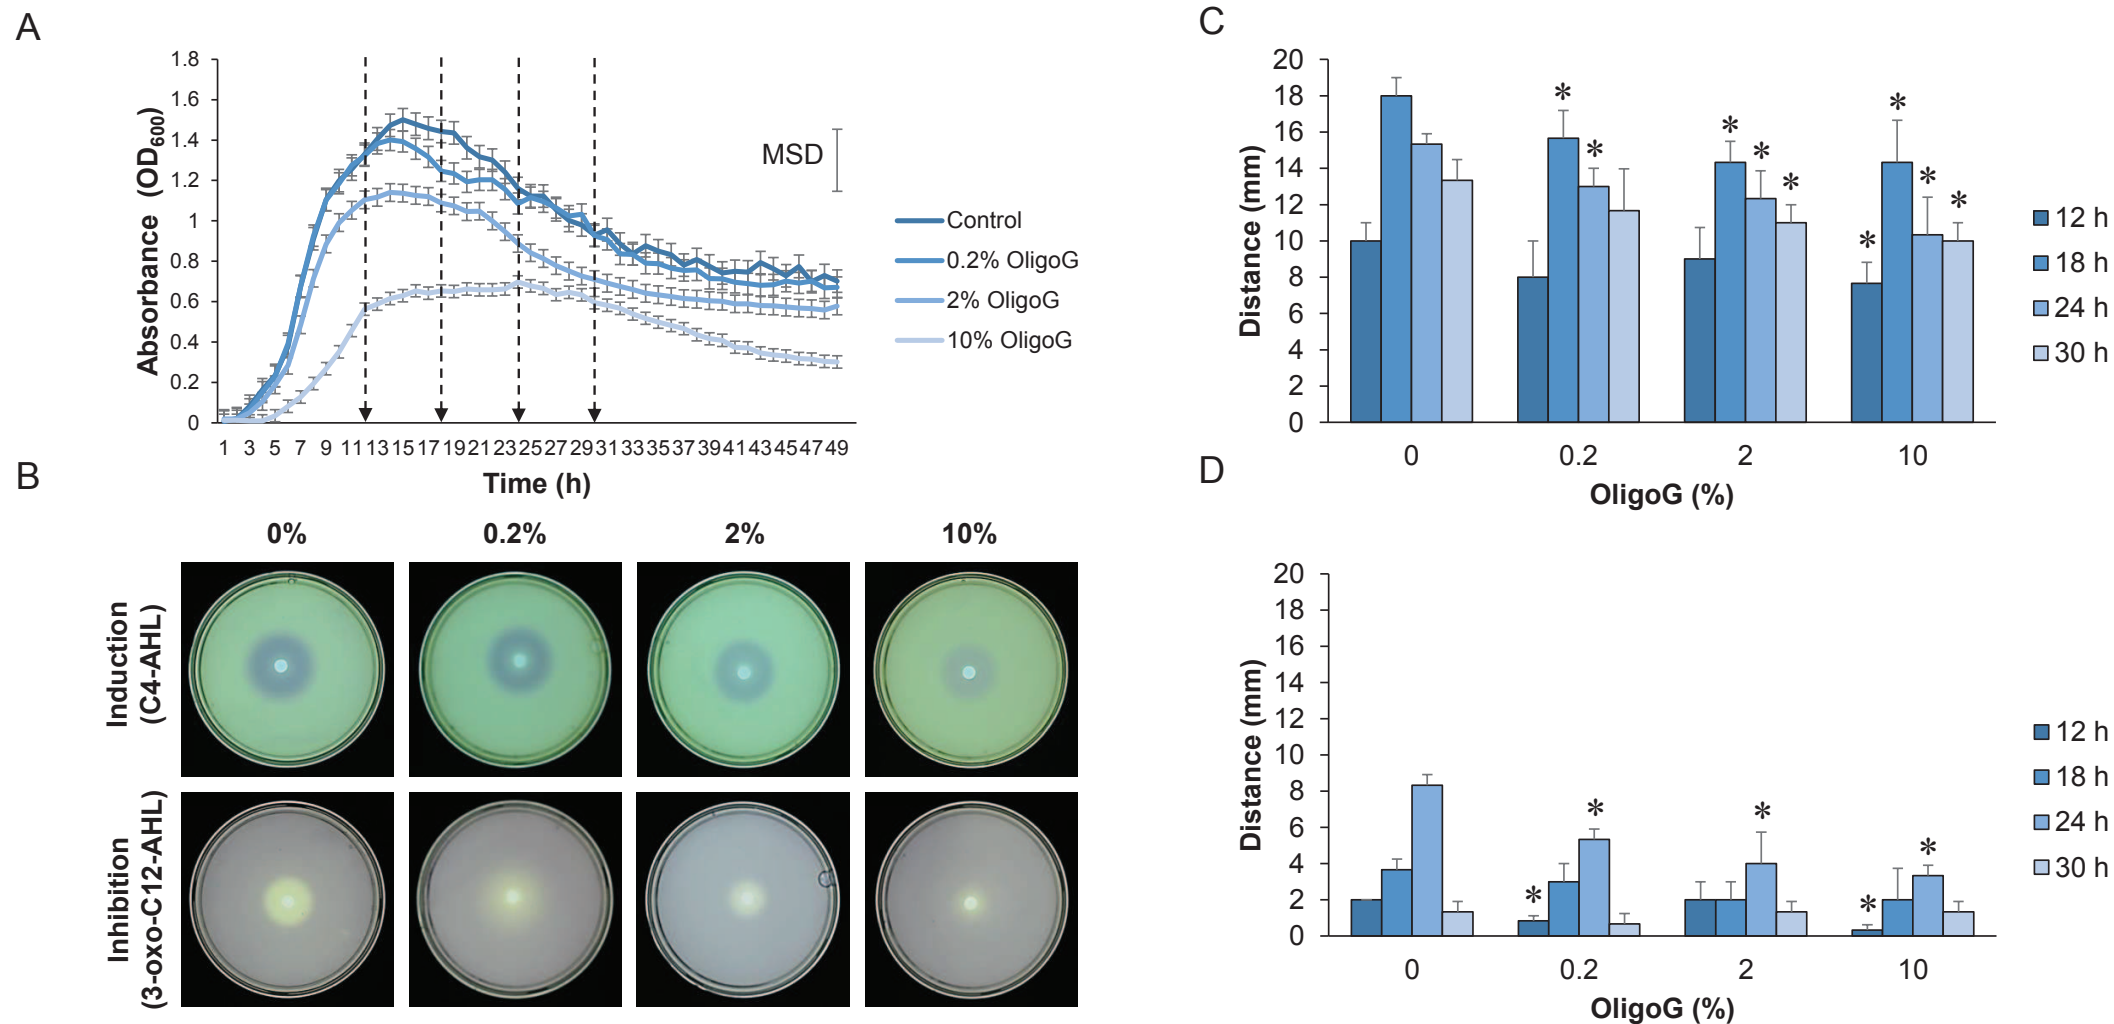 A
1.8
1.6
1.4
1.2
1
0.8
0.6
0.4
0.2
0
Absorbance (OD600)
MSD
Control
0.2% OligoG
2% OligoG
10% OligoG
1 3 5 7 9 11 13 15 17 19 21 23 25 27 29 31 33 35 37 39 41 43 45 47 49
Time (h)
B
0% 0.2% 2% 10%
Induction
(C4-AHL)
Inhibition
(3-oxo-C12-AHL)
C
20
18
16
14
12
10
8
6
4
2
0
Distance (mm)
* * * * * * * * *
0 0.2 2 10
OligoG (%)
12 h
18 h
24 h
30 h
D
20
18
16
14
12
10
8
6
4
2
0
Distance (mm)
* * * * *
0 0.2 2 10
OligoG (%)
12 h
18 h
24 h
30 h